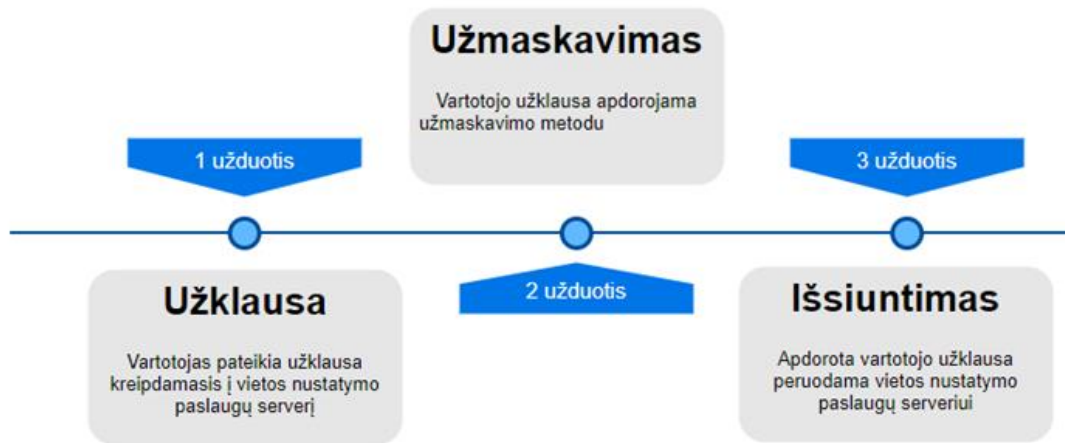 Užmaskavimas
Vartotojo užklausa apdorojama
užmaskavimo metodu
1 užduotis
3 užduotis
2 užduotis
Užklausa
Vartotojas pateikia užklausa
kreipdamasis į vietos nustatymo
paslaugų serverį
Išsiuntimas
Apdorota vartotojo užklausa
peruodama vietos nustatymo
paslaugų serveriui